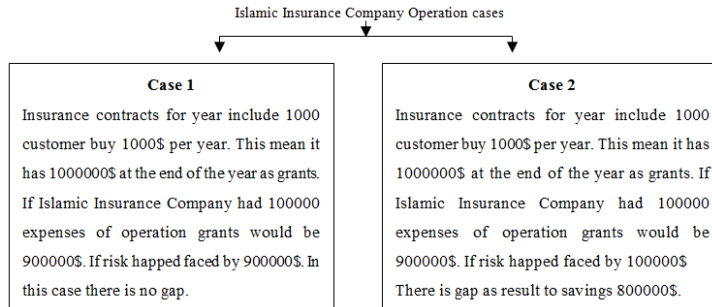 Islamic Insurance Company Operation cases
Case 1
Insurance contracts for year include 1000
customer buy 1000$ per year. This mean it
has 1000000$ at the end of the year as grants.
If Islamic Insurance Company had 100000
expenses of operation grants would be
900000$. If risk happed faced by 900000$. In
this case there is no gap.
Case 2
Insurance contracts for year include 1000
customer buy 1000$ per year. This mean it has
1000000$ at the end of the year as grants. If
Islamic Insurance Company had 100000
expenses of operation grants would be
900000$. If risk happed faced by 100000$
There is gap as result to savings 800000$.